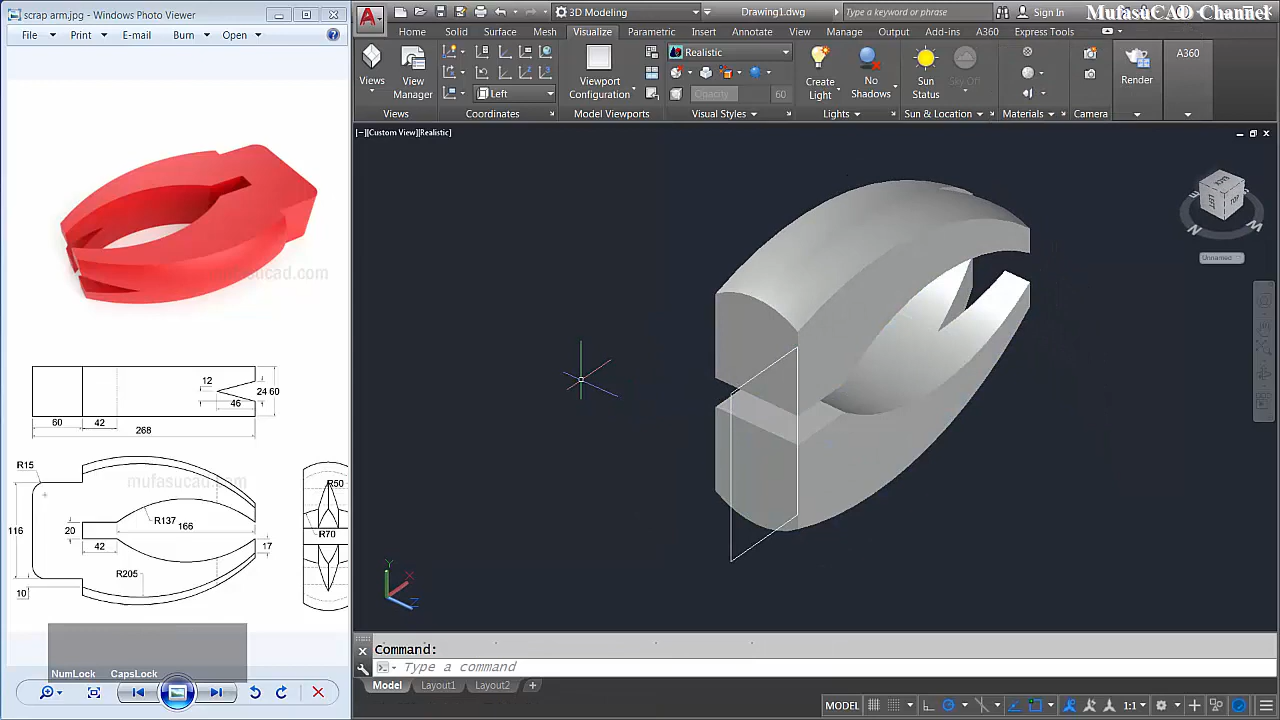 scrap arm.jpg - Windows Photo Viewer
File Print E-mail Burn Open
mufasucad.com
12
24 60
46
60 42
268
R15
mufasucad.com
R50
116
20
R137
166
R70
42
17
R205
10
NumLock CapsLock
3D Modeling
Drawing1.dwg
Type a keyword or phrase
Sign In
MufasuCAD Channel
Home Solid Surface Mesh Visualize Parametric Insert Annotate View Manage Output Add-ins A360 Express Tools
Views
View Manager
Left
Viewport Configuration
Realistic
Opacity 60
Create Light
No Shadows
Sun Status
Sky Off
Render
A360
Views Coordinates Model Viewports Visual Styles Lights Sun & Location Materials Camera
[−][Custom View][Realistic]
BACK
LEFT
N
Unnamed
Y
X
Z
Command:
Type a command
Model Layout1 Layout2
MODEL
1:1